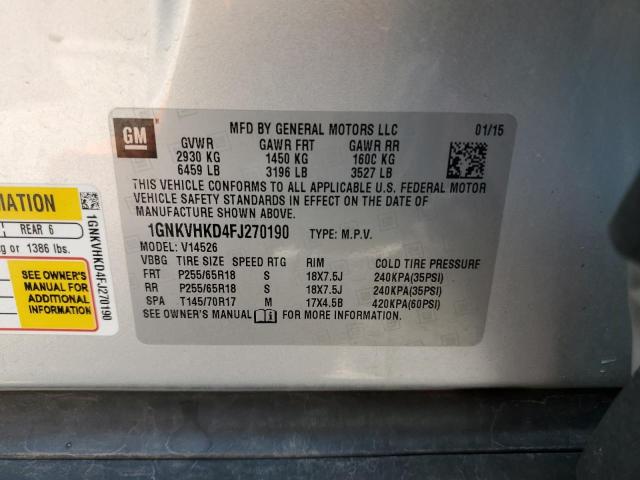 GM
MFD BY GENERAL MOTORS LLC 01/15
GVWR GAWR FRT GAWR RR
2930 KG 1450 KG 160C KG
6459 LB 3196 LB 3527 LB
THIS VEHICLE CONFORMS TO ALL APPLICABLE U.S. FEDERAL MOTOR
VEHICLE SAFETY STANDARDS IN EFFECT ON THE DATE OF
MANUFACTURE SHOWN ABOVE.
1GNKVHKD4FJ270190 TYPE: M.P.V.
MODEL: V14526
VBBG TIRE SIZE SPEED RTG RIM COLD TIRE PRESSURE
FRT P255/65R18 S 18X7.5J 240KPA(35PSI)
RR P255/65R18 S 18X7.5J 240KPA(35PSI)
SPA T145/70R17 M 17X4.5B 420KPA(60PSI)
SEE OWNER'S MANUAL FOR MORE INFORMATION.
REAR 6
1386 lbs.
SEE OWNER'S
MANUAL FOR
ADDITIONAL
INFORMATION
1GNKVHKD4FJ270190